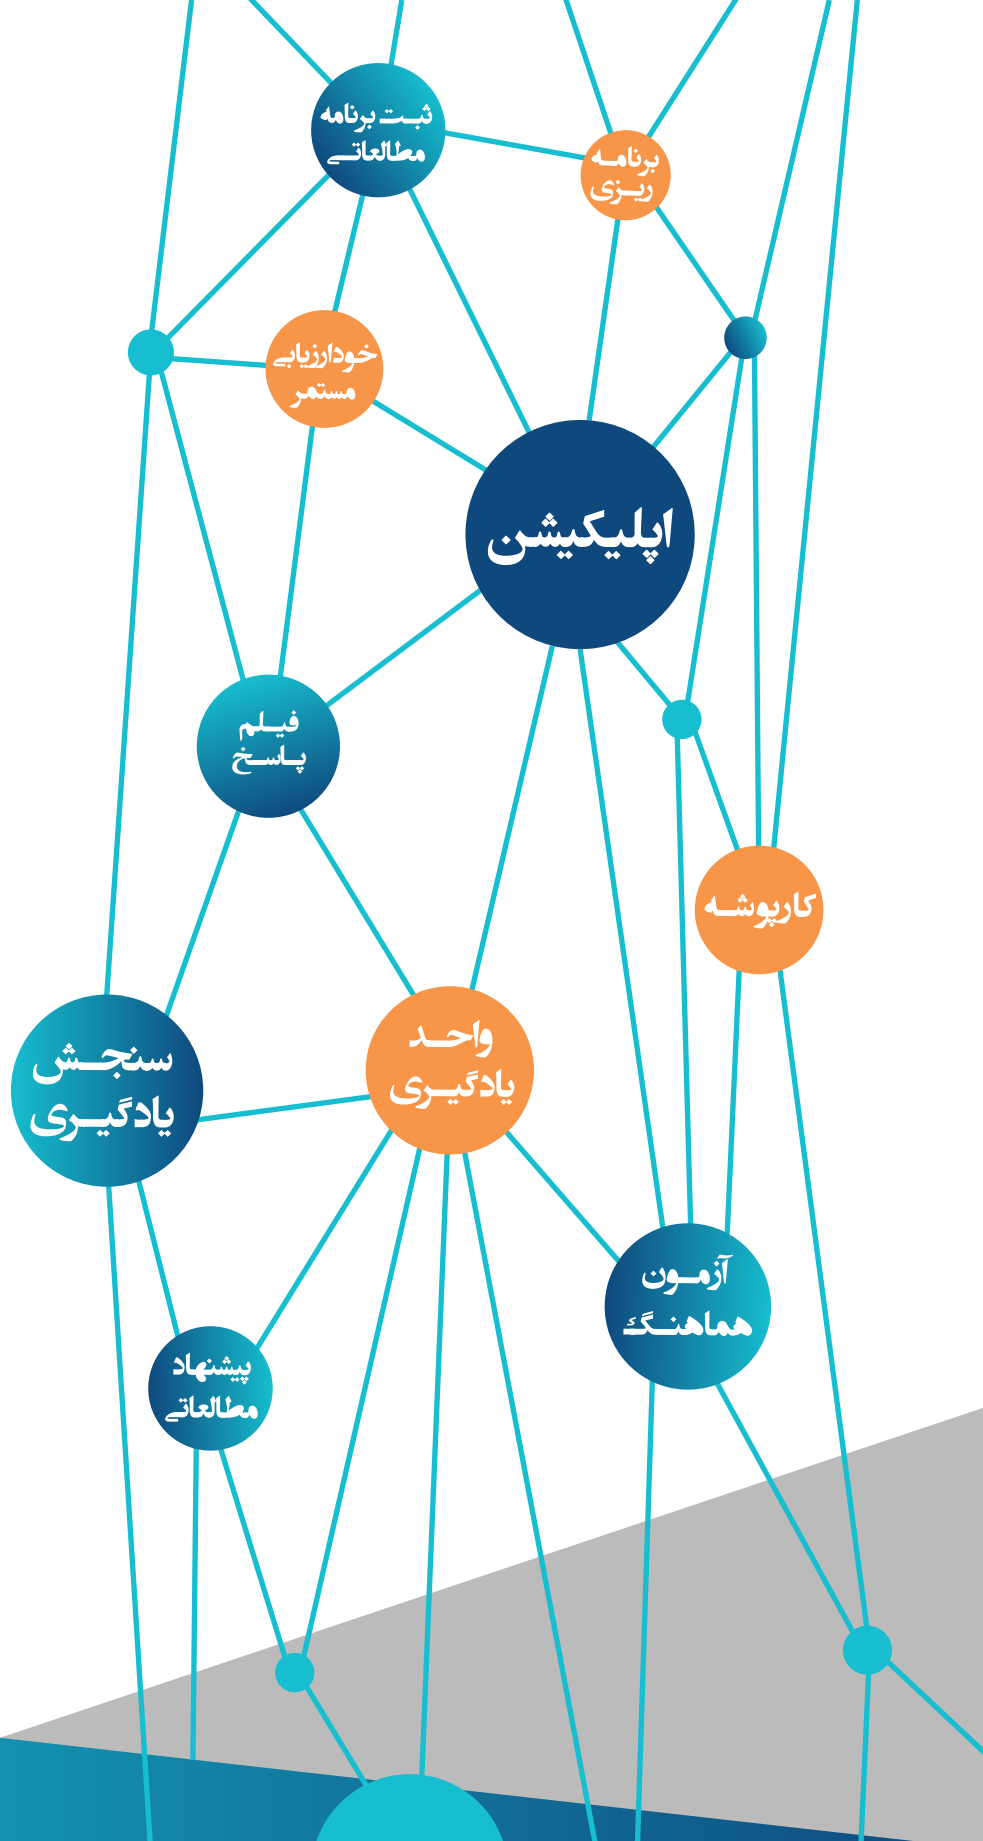 ثبت برنامه
مطالعاتی
برنامه
ریزی
خودارزیابی
مستمر
اپلیکیشن
فیلم
پاسخ
کارپوشه
واحد
یادگیری
سنجش
یادگیری
آزمون
هماهنگ
پیشنهاد
مطالعاتی